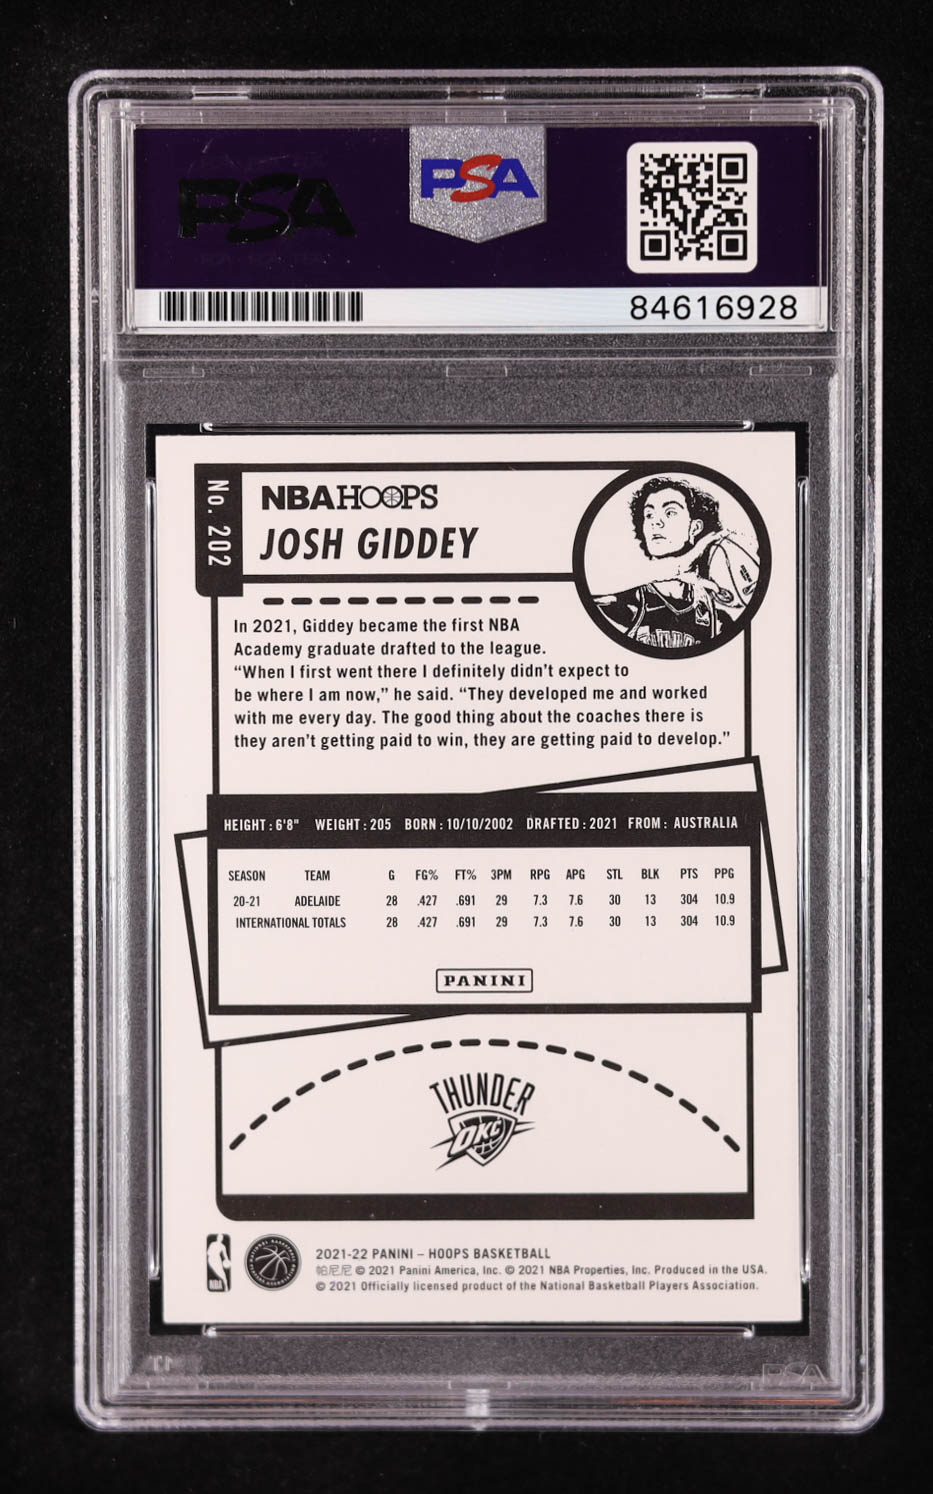 PSA
PSA
84616928
No. 202
NBA HOOPS
JOSH GIDDEY
In 2021, Giddey became the first NBA
Academy graduate drafted to the league.
“When I first went there I definitely didn’t expect to
be where I am now,” he said. “They developed me and worked
with me every day. The good thing about the coaches there is
they aren’t getting paid to win, they are getting paid to develop.”
HEIGHT: 6'8" WEIGHT: 205 BORN: 10/10/2002 DRAFTED: 2021 FROM: AUSTRALIA
SEASON TEAM G FG% FT% 3PM RPG APG STL BLK PTS PPG
20-21 ADELAIDE 28 .427 .691 29 7.3 7.6 30 13 304 10.9
INTERNATIONAL TOTALS 28 .427 .691 29 7.3 7.6 30 13 304 10.9
PANINI
THUNDER
OKC
2021-22 PANINI – HOOPS BASKETBALL
帕尼尼 © 2021 Panini America, Inc. © 2021 NBA Properties, Inc. Produced in the USA.
© 2021 Officially licensed product of the National Basketball Players Association.
NBA
PSA